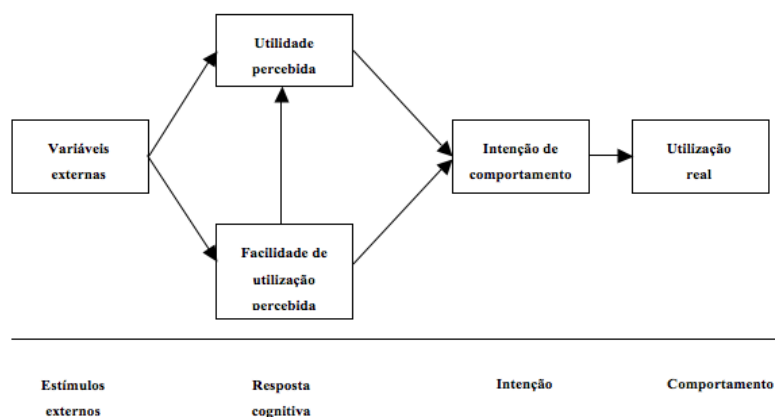 Utilidade
percebida
Variáveis
externas
Intenção de
comportamento
Utilização
real
Facilidade de
utilização
percebida
Estímulos
externos
Resposta
cognitiva
Intenção
Comportamento